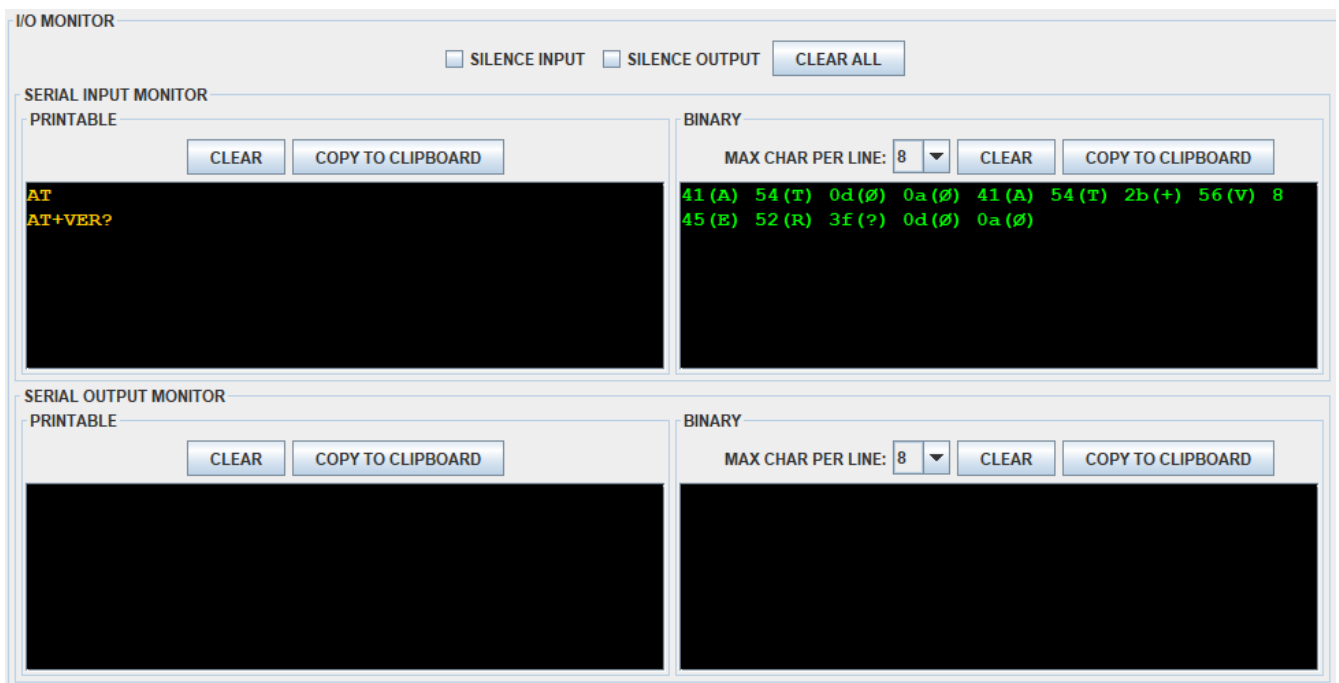 I/O MONITOR
SILENCE INPUT SILENCE OUTPUT CLEAR ALL
SERIAL INPUT MONITOR
PRINTABLE
CLEAR COPY TO CLIPBOARD
AT
AT+VER?
BINARY
MAX CHAR PER LINE: 8 CLEAR COPY TO CLIPBOARD
41(A) 54(T) 0d(Ø) 0a(Ø) 41(A) 54(T) 2b(+) 56(V) 8
45(E) 52(R) 3f(?) 0d(Ø) 0a(Ø)
SERIAL OUTPUT MONITOR
PRINTABLE
CLEAR COPY TO CLIPBOARD
BINARY
MAX CHAR PER LINE: 8 CLEAR COPY TO CLIPBOARD